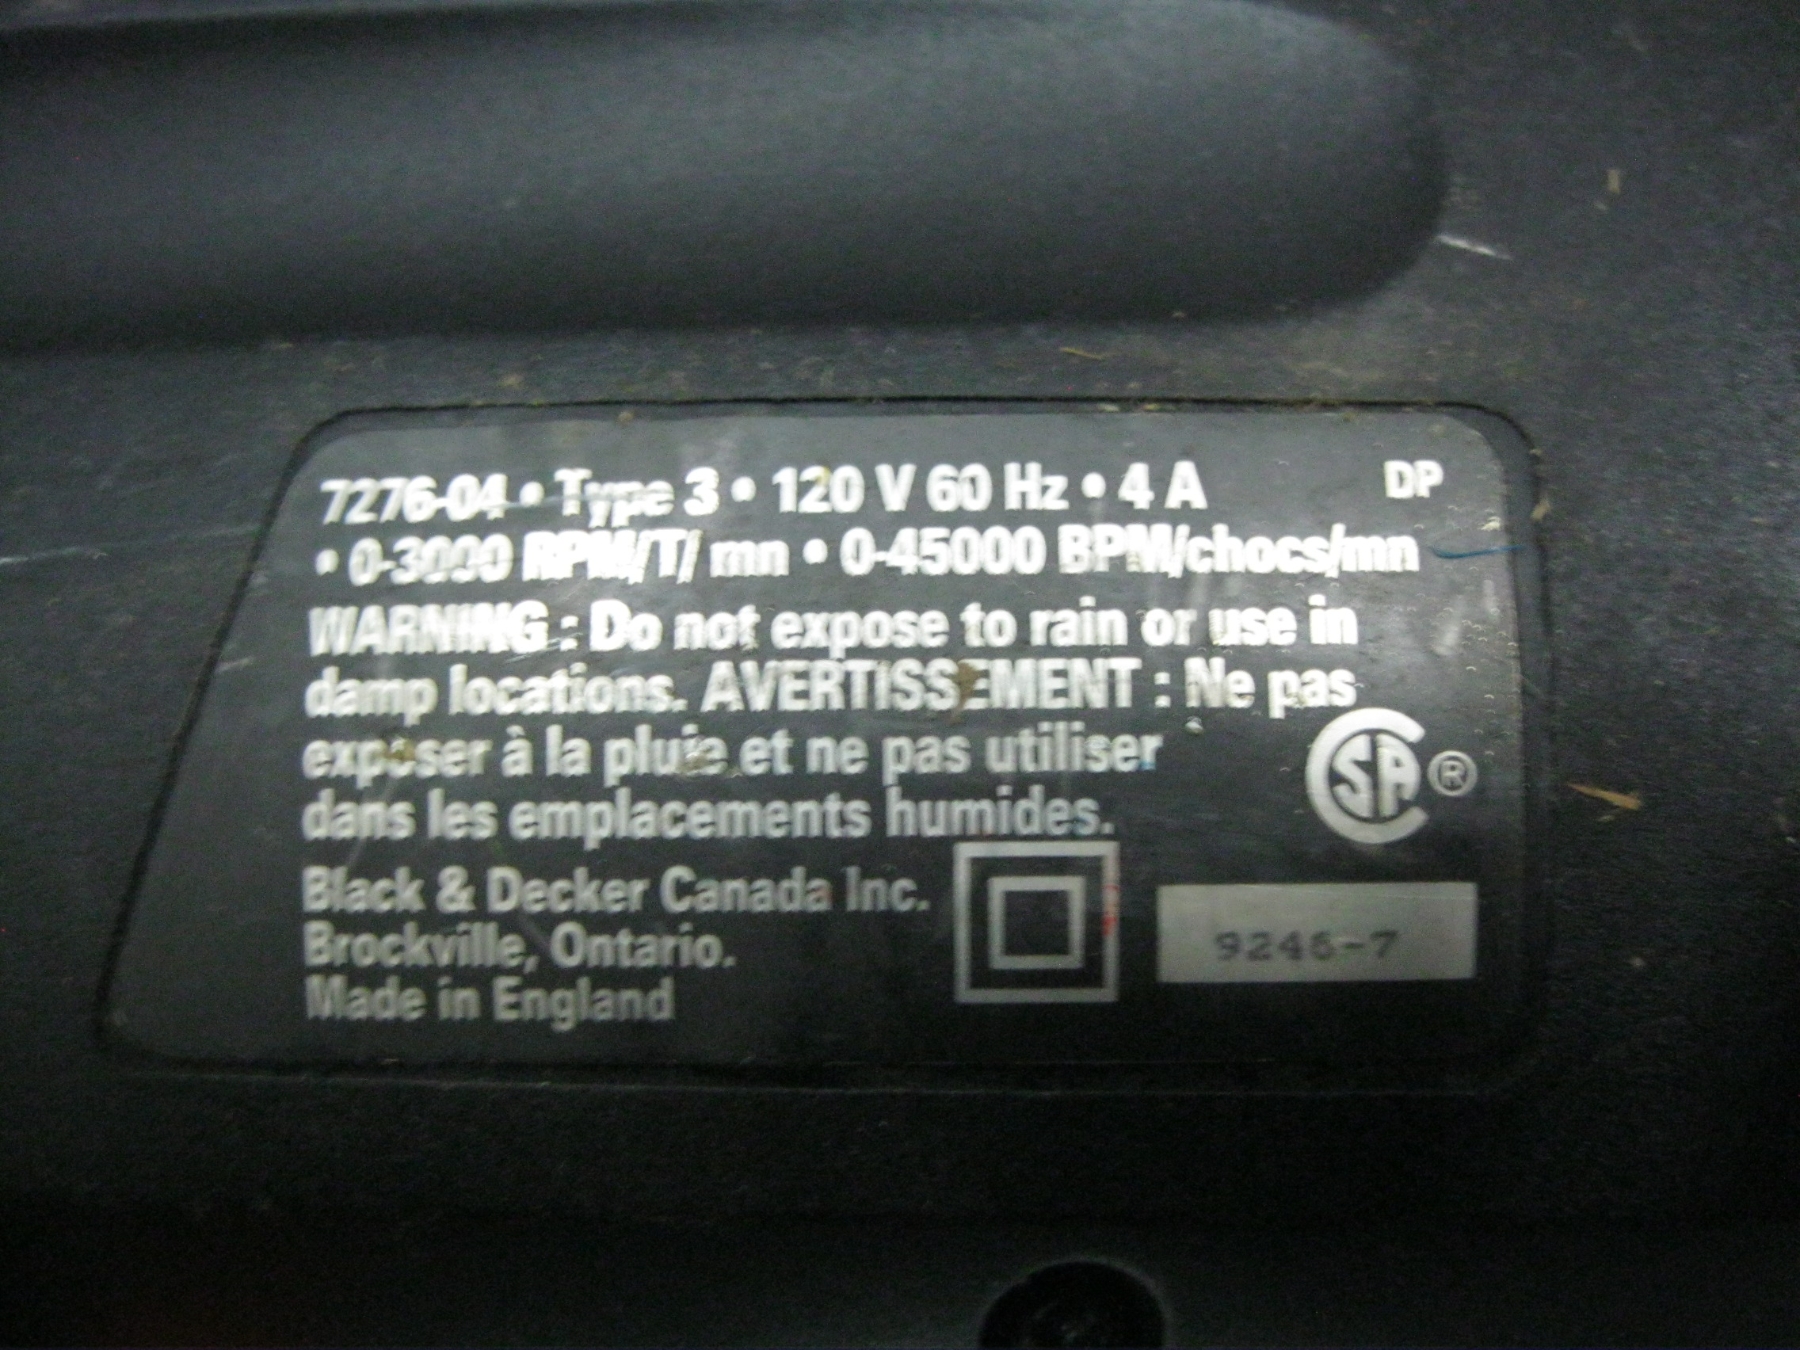 7276-04 • Type 3 • 120 V 60 Hz • 4 A DP
• 0-3000 RPM/T/ mn • 0-45000 BPM/chocs/mn
WARNING : Do not expose to rain or use in
damp locations. AVERTISSEMENT : Ne pas
exposer à la pluie et ne pas utiliser
dans les emplacements humides.
CSA ®
Black & Decker Canada Inc.
Brockville, Ontario.
Made in England
9246-7